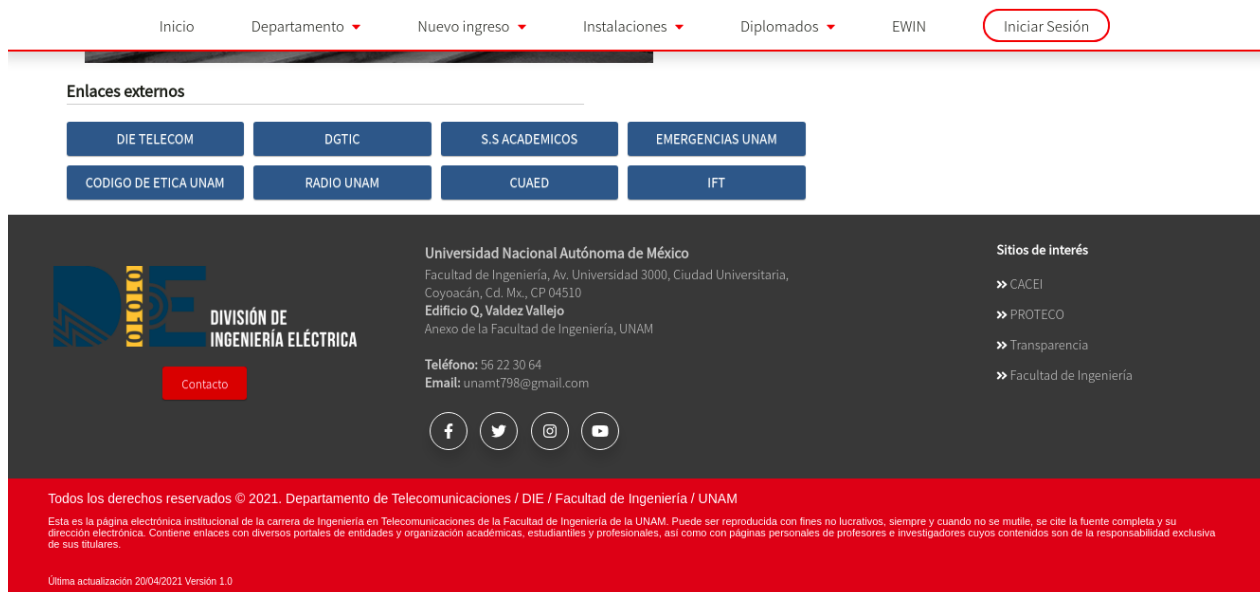 Inicio Departamento Nuevo ingreso Instalaciones Diplomados EWIN Iniciar Sesión
Enlaces externos
DIE TELECOM DGTIC S.S ACADEMICOS EMERGENCIAS UNAM
CODIGO DE ETICA UNAM RADIO UNAM CUAED IFT
DIE
01010
DIVISIÓN DE
INGENIERÍA ELÉCTRICA
Contacto
Universidad Nacional Autónoma de México
Facultad de Ingeniería, Av. Universidad 3000, Ciudad Universitaria,
Coyoacán, Cd. Mx., CP 04510
Edificio Q, Valdez Vallejo
Anexo de la Facultad de Ingeniería, UNAM
Teléfono: 56 22 30 64
Email: unamt798@gmail.com
Sitios de interés
CACEI
PROTECO
Transparencia
Facultad de Ingeniería
Todos los derechos reservados © 2021. Departamento de Telecomunicaciones / DIE / Facultad de Ingeniería / UNAM
Esta es la página electrónica institucional de la carrera de Ingeniería en Telecomunicaciones de la Facultad de Ingeniería de la UNAM. Puede ser reproducida con fines no lucrativos, siempre y cuando no se mutile, se cite la fuente completa y su
dirección electrónica. Contiene enlaces con diversos portales de entidades y organización académicas, estudiantiles y profesionales, así como con páginas personales de profesores e investigadores cuyos contenidos son de la responsabilidad exclusiva
de sus titulares.
Última actualización 20/04/2021 Versión 1.0